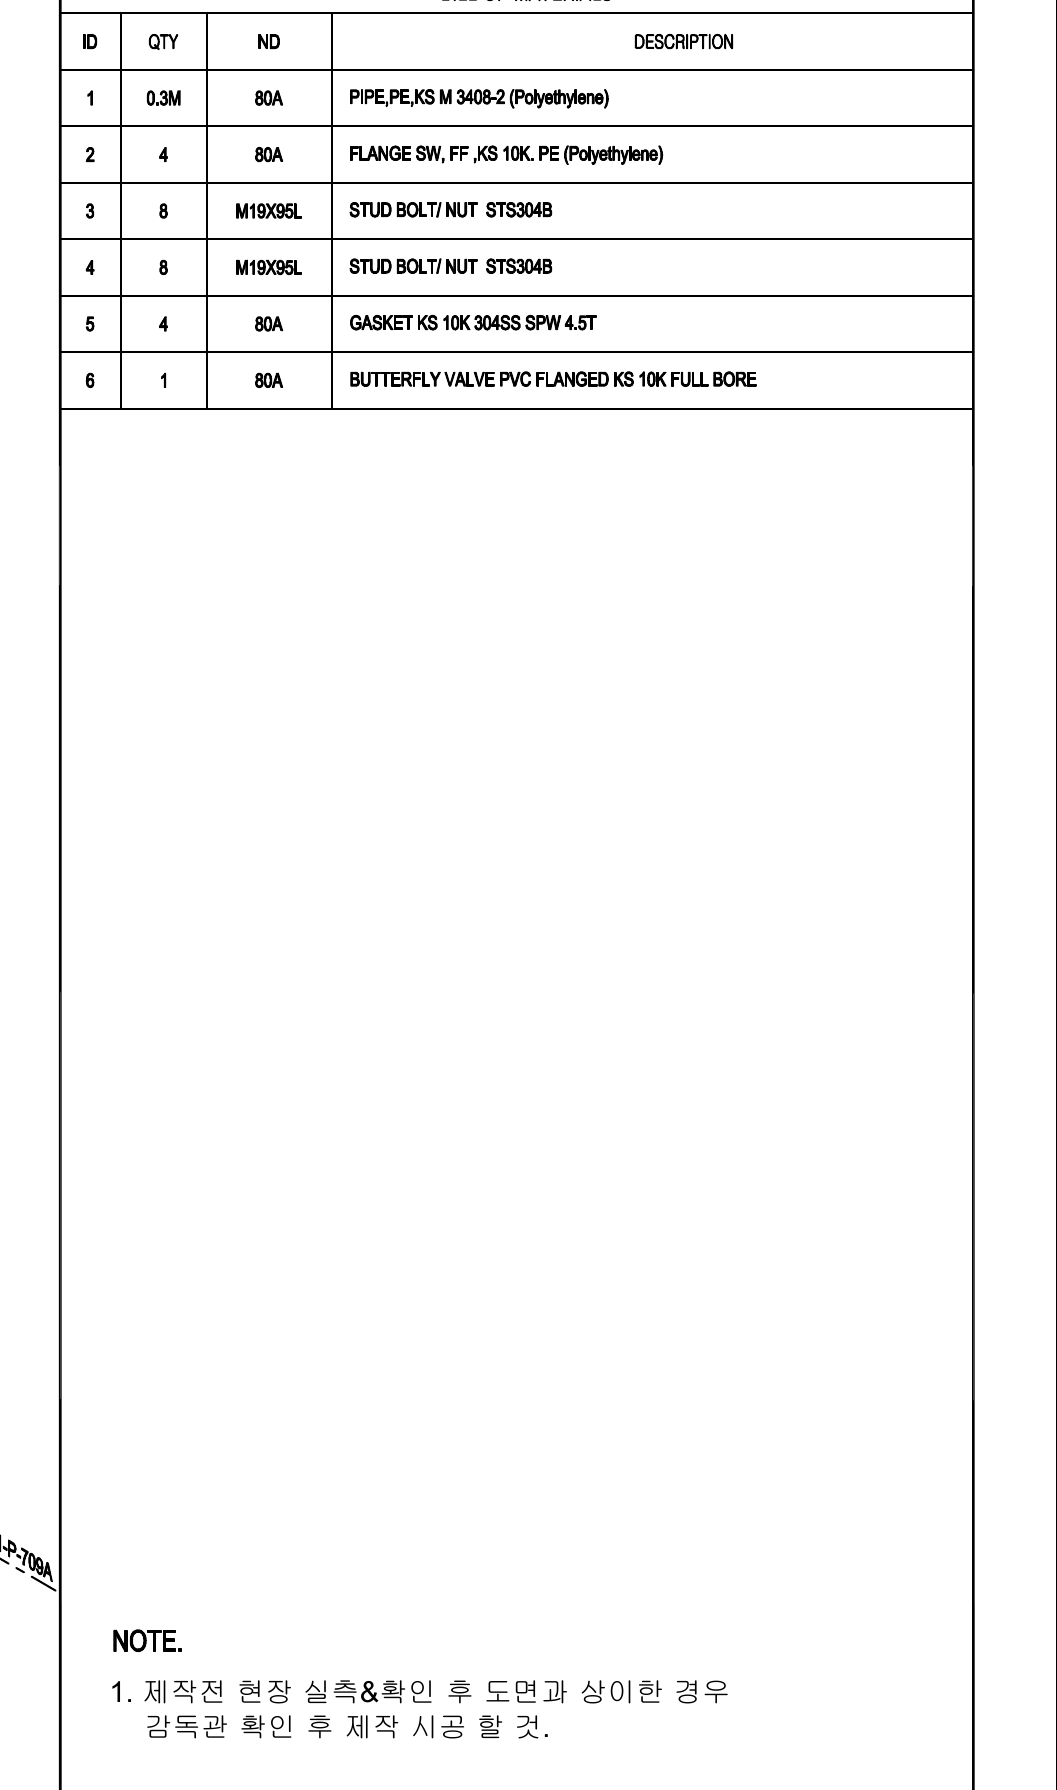 ID QTY ND DESCRIPTION
1 0.3M 80A PIPE,PE,KS M 3408-2 (Polyethylene)
2 4 80A FLANGE SW, FF ,KS 10K. PE (Polyethylene)
3 8 M19X95L STUD BOLT/ NUT STS304B
4 8 M19X95L STUD BOLT/ NUT STS304B
5 4 80A GASKET KS 10K 304SS SPW 4.5T
6 1 80A BUTTERFLY VALVE PVC FLANGED KS 10K FULL BORE
-P-709A
NOTE.
1. 제작전 현장 실측&확인 후 도면과 상이한 경우
감독관 확인 후 제작 시공 할 것.